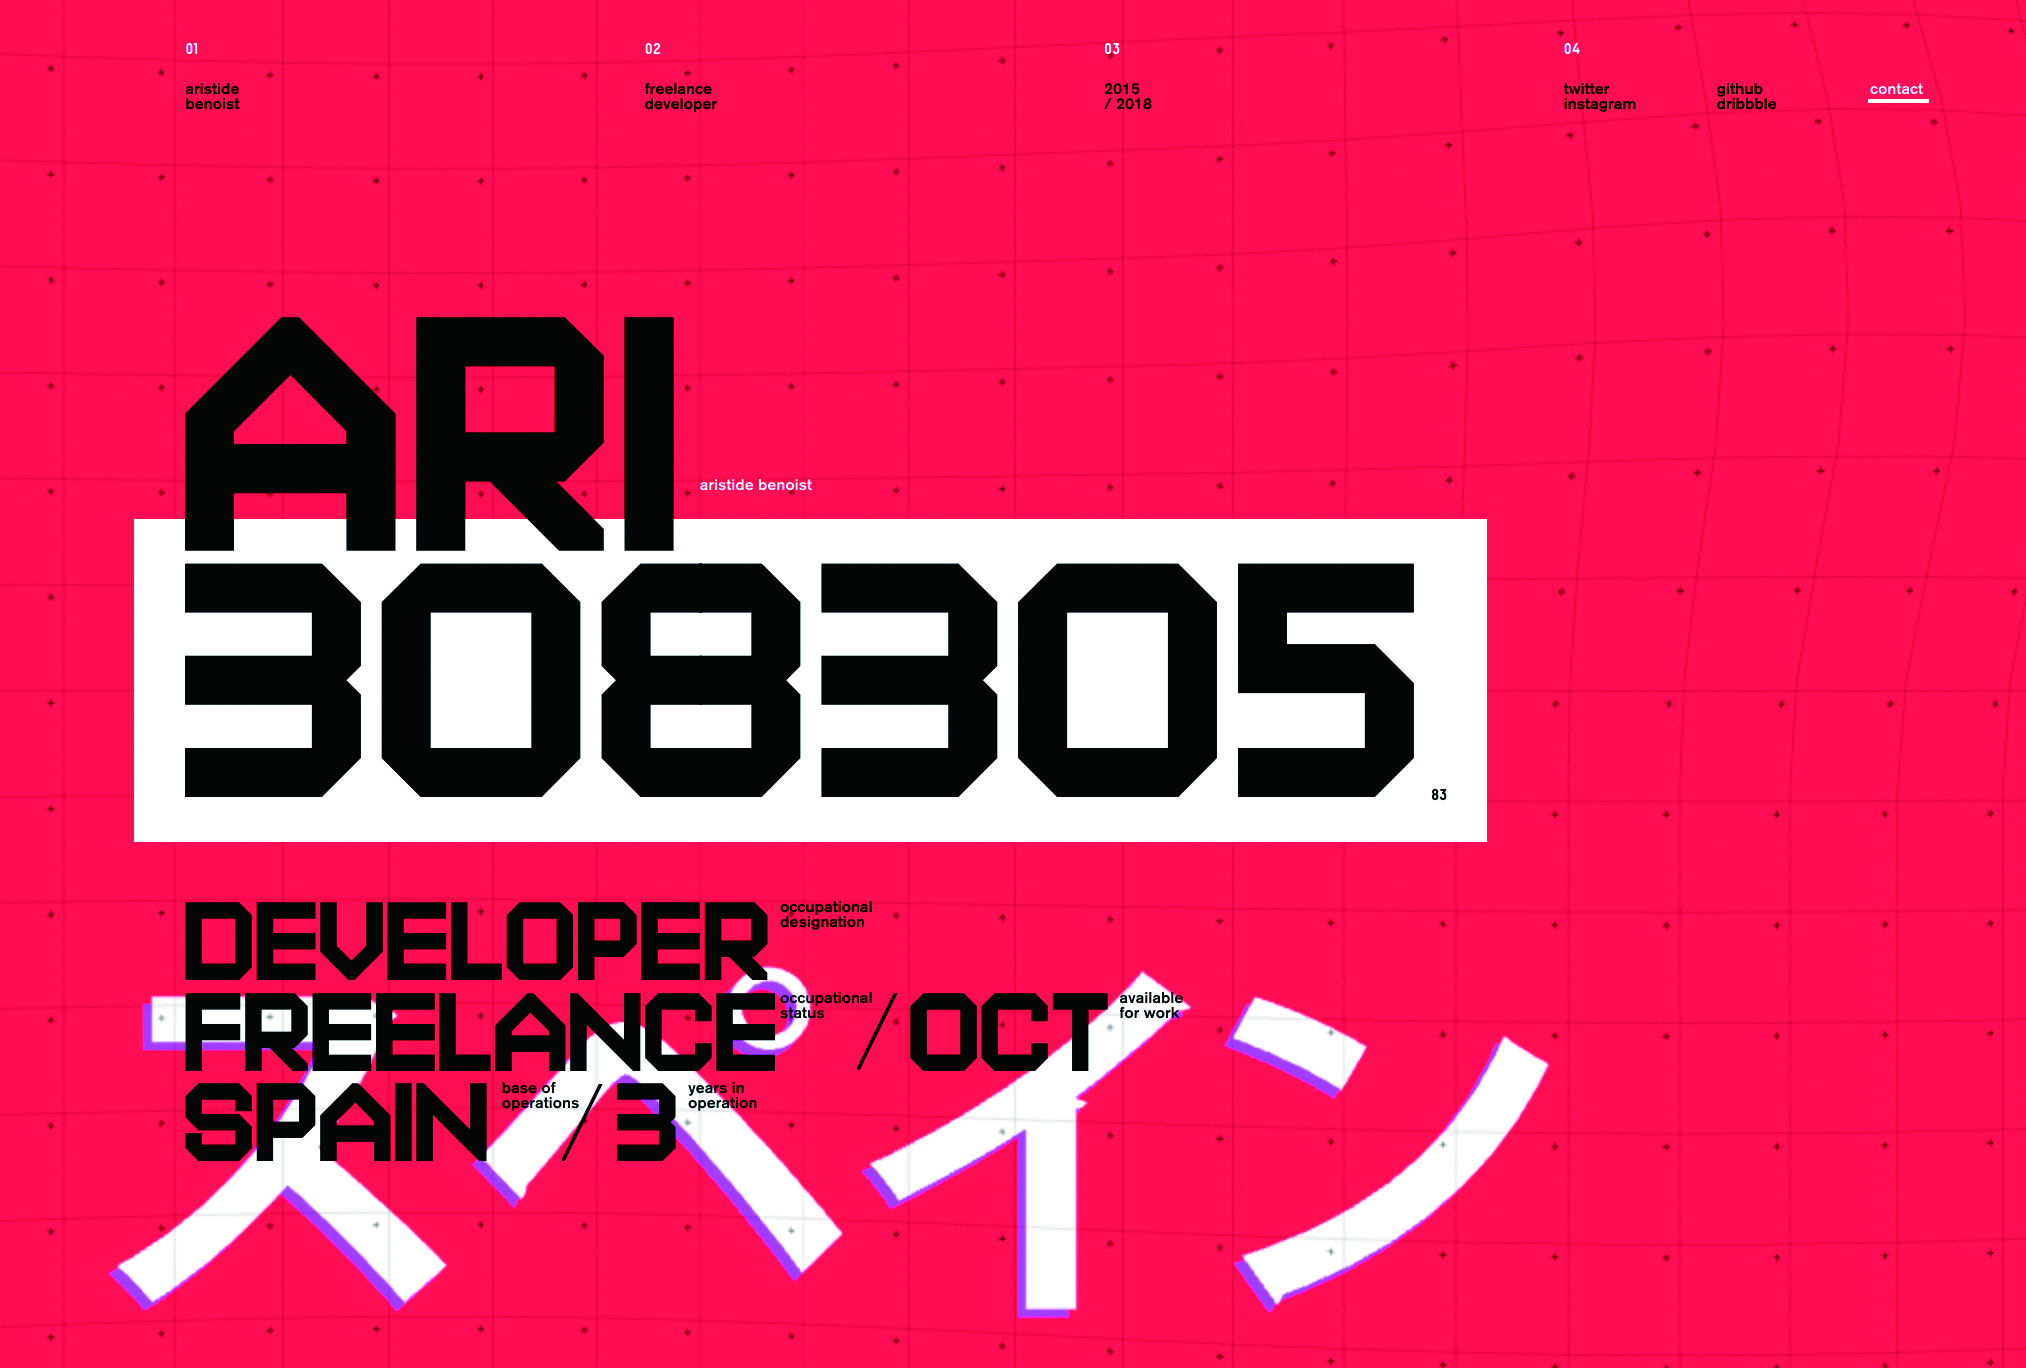 01
aristide
benoist
02
freelance
developer
03
2015
/ 2018
04
twitter
instagram
github
dribbble
contact
ARI
aristide benoist
308305
83
DEVELOPER
occupational
designation
FREELANCE
occupational
status
/ OCT
available
for work
SPAIN
base of
operations
/ 3
years in
operation
スペイン